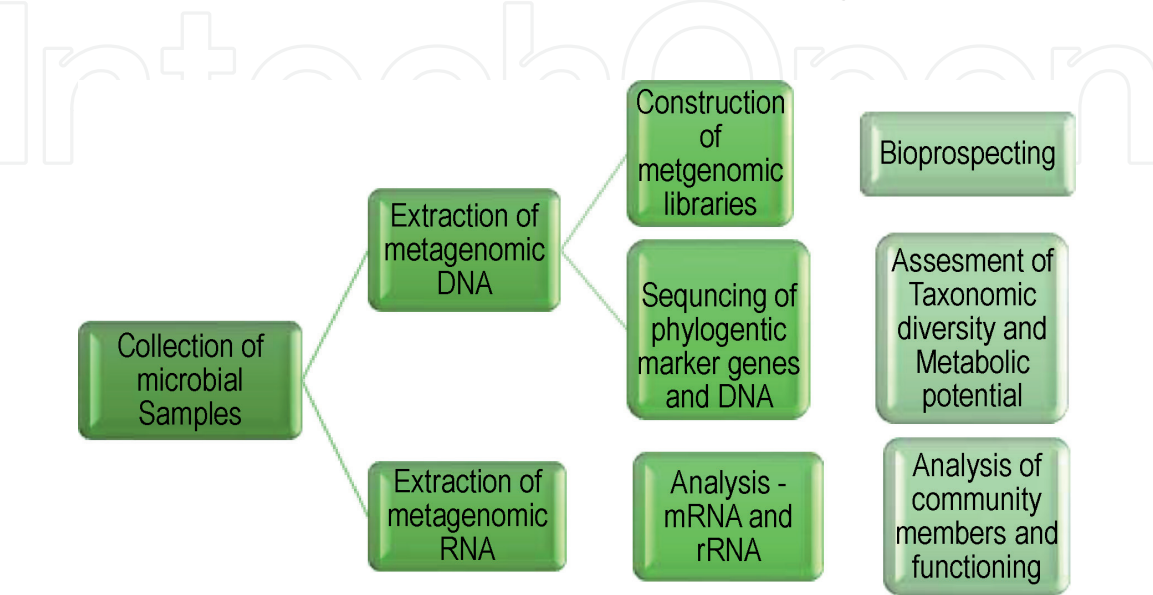 IntechOpen
Construction
of
metgenomic
libraries
Bioprospecting
Extraction of
metagenomic
DNA
Sequncing of
phylogentic
marker genes
and DNA
Assesment of
Taxonomic
diversity and
Metabolic
potential
Collection of
microbial
Samples
Extraction of
metagenomic
RNA
Analysis -
mRNA and
rRNA
Analysis of
community
members and
functioning